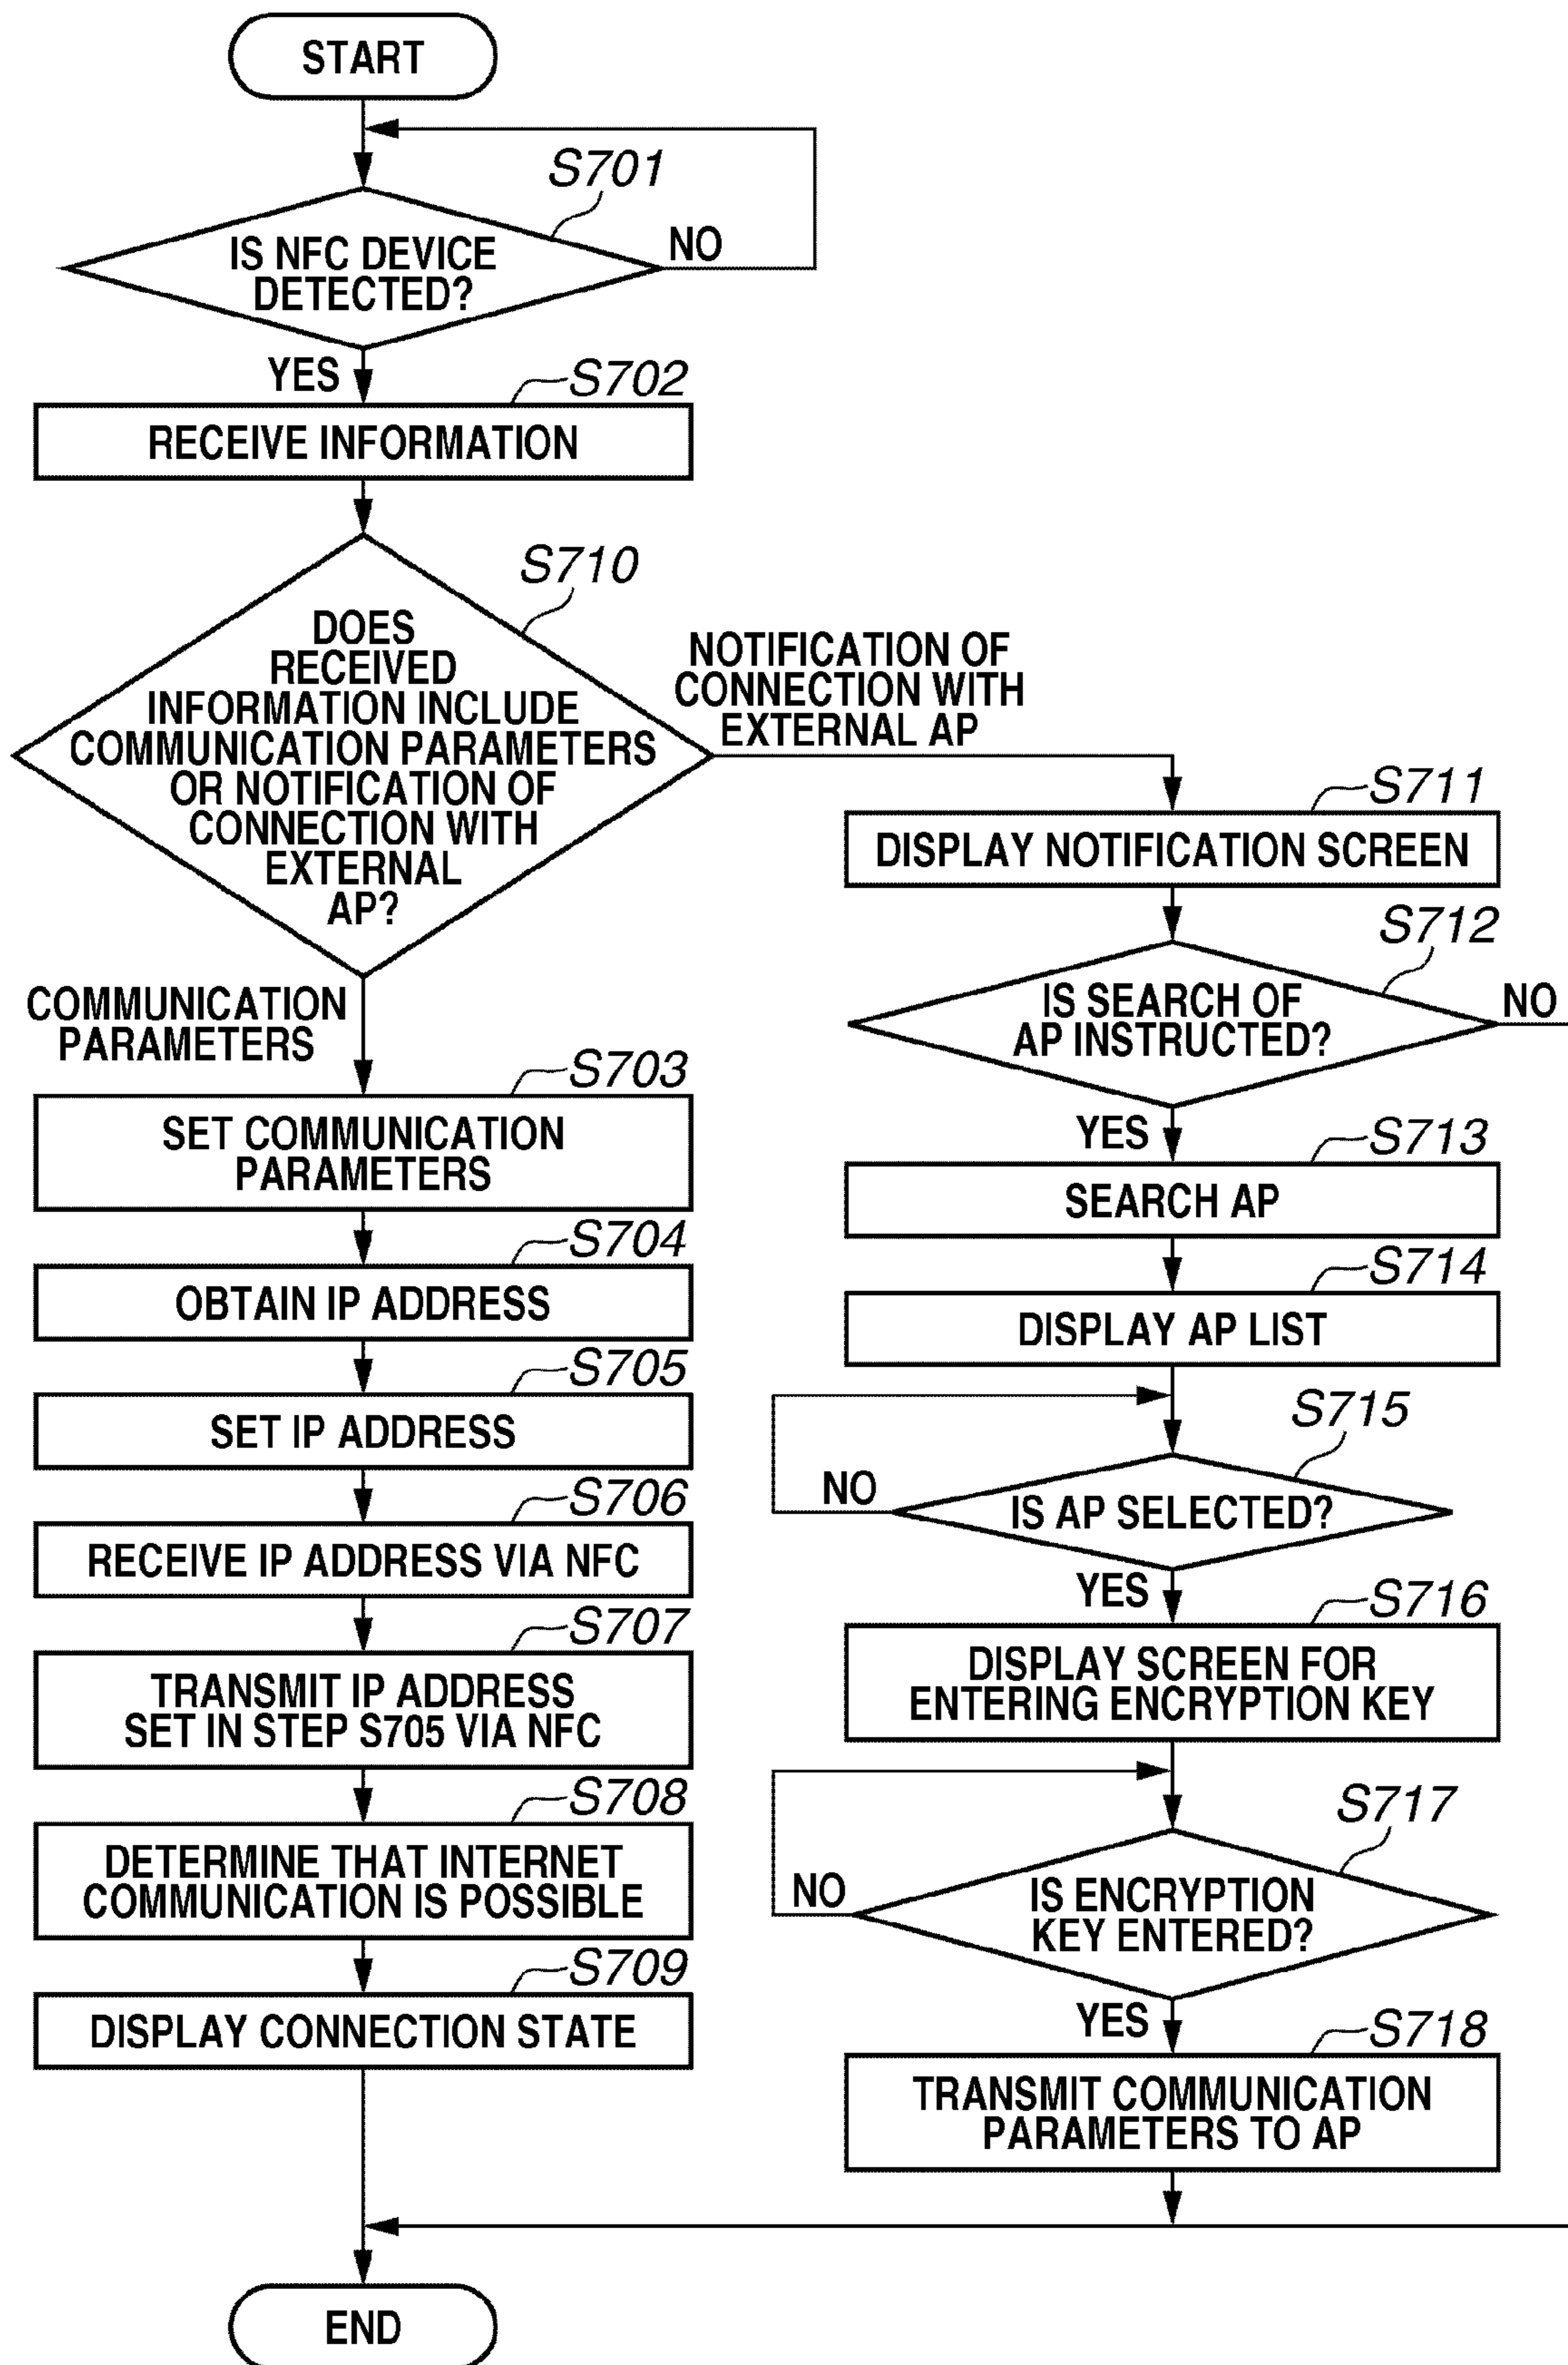 START
S701
IS NFC DEVICE
DETECTED?
NO
YES
S702
RECEIVE INFORMATION
S710
DOES
RECEIVED
INFORMATION INCLUDE
COMMUNICATION PARAMETERS
OR NOTIFICATION OF
CONNECTION WITH
EXTERNAL
AP?
COMMUNICATION
PARAMETERS
S703
SET COMMUNICATION
PARAMETERS
S704
OBTAIN IP ADDRESS
S705
SET IP ADDRESS
S706
RECEIVE IP ADDRESS VIA NFC
S707
TRANSMIT IP ADDRESS
SET IN STEP S705 VIA NFC
S708
DETERMINE THAT INTERNET
COMMUNICATION IS POSSIBLE
S709
DISPLAY CONNECTION STATE
NOTIFICATION OF
CONNECTION WITH
EXTERNAL AP
S711
DISPLAY NOTIFICATION SCREEN
S712
IS SEARCH OF
AP INSTRUCTED?
NO
YES
S713
SEARCH AP
S714
DISPLAY AP LIST
S715
NO
IS AP SELECTED?
YES
S716
DISPLAY SCREEN FOR
ENTERING ENCRYPTION KEY
S717
NO
IS ENCRYPTION
KEY ENTERED?
YES
S718
TRANSMIT COMMUNICATION
PARAMETERS TO AP
END